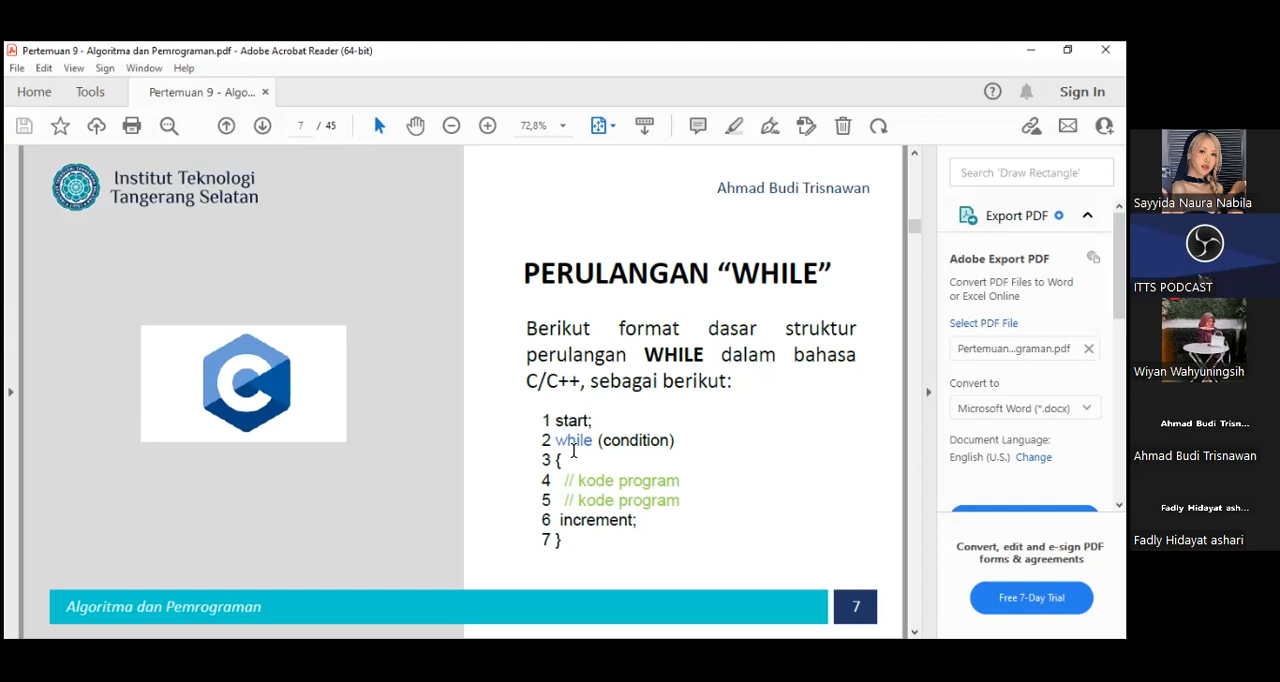 Pertemuan 9 - Algoritma dan Pemrograman.pdf - Adobe Acrobat Reader (64-bit)
File Edit View Sign Window Help
Home Tools Pertemuan 9 - Algo... ×
Sign In
7 / 45 72,8%
Institut Teknologi
Tangerang Selatan
Ahmad Budi Trisnawan
PERULANGAN “WHILE”
Berikut format dasar struktur
perulangan WHILE dalam bahasa
C/C++, sebagai berikut:
1 start;
2 while (condition)
3 {
4 // kode program
5 // kode program
6 increment;
7 }
Algoritma dan Pemrograman
7
C
Search 'Draw Rectangle'
Export PDF
Adobe Export PDF
Convert PDF Files to Word
or Excel Online
Select PDF File
Pertemuan...graman.pdf
Convert to
Microsoft Word (*.docx)
Document Language:
English (U.S.) Change
Convert, edit and e-sign PDF
forms & agreements
Free 7-Day Trial
Sayyida Naura Nabila
ITTS PODCAST
Wiyan Wahyuningsih
Ahmad Budi Trisn...
Ahmad Budi Trisnawan
Fadly Hidayat ash...
Fadly Hidayat ashari